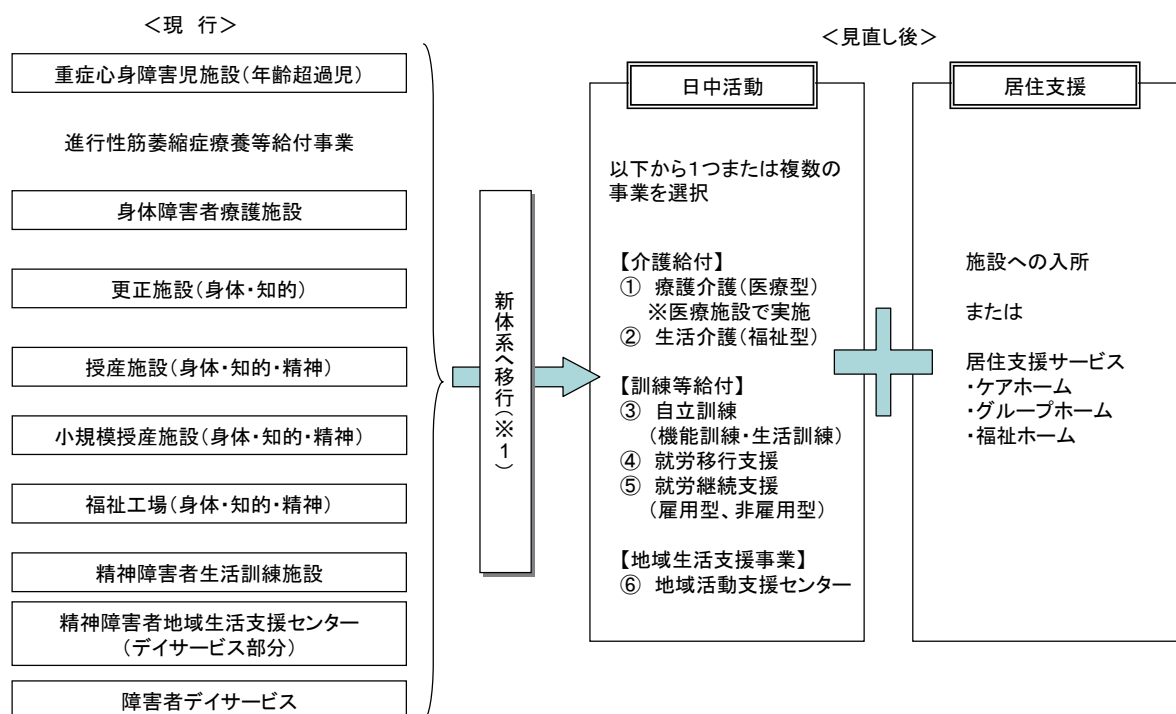 ＜現 行＞
重症心身障害児施設（年齢超過児）
進行性筋萎縮症療養等給付事業
身体障害者療護施設
更正施設（身体・知的）
授産施設（身体・知的・精神）
小規模授産施設（身体・知的・精神）
福祉工場（身体・知的・精神）
精神障害者生活訓練施設
精神障害者地域生活支援センター
（デイサービス部分）
障害者デイサービス
新体系へ移行（※１）
＜見直し後＞
日中活動
以下から１つまたは複数の
事業を選択
【介護給付】
① 療護介護（医療型）
※医療施設で実施
② 生活介護（福祉型）
【訓練等給付】
③ 自立訓練
（機能訓練・生活訓練）
④ 就労移行支援
⑤ 就労継続支援
（雇用型、非雇用型）
【地域生活支援事業】
⑥ 地域活動支援センター
居住支援
施設への入所
または
居住支援サービス
・ケアホーム
・グループホーム
・福祉ホーム